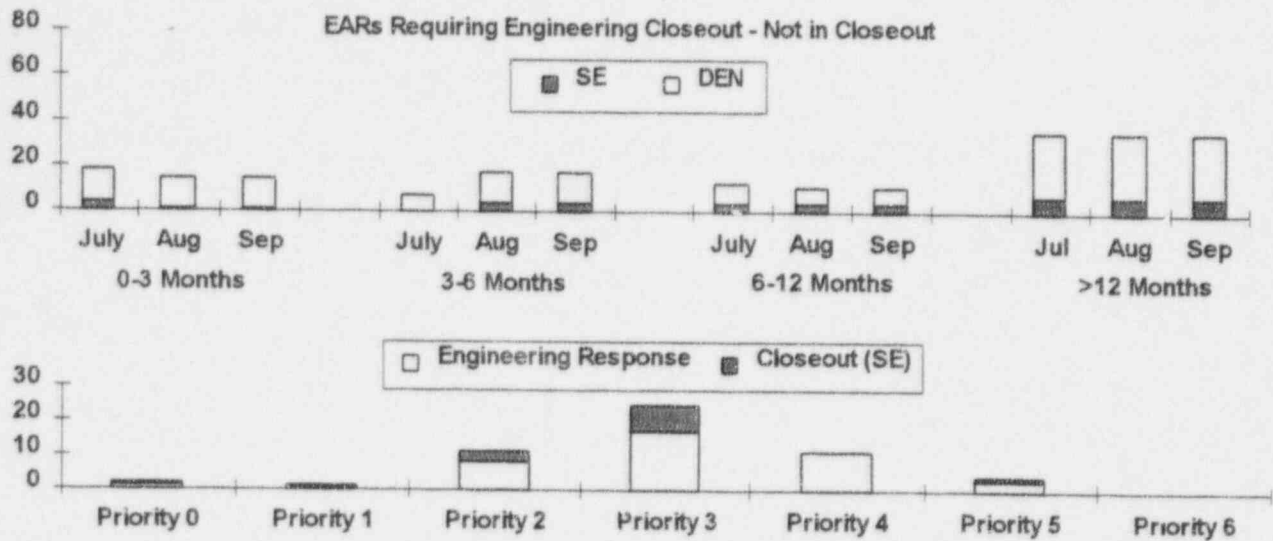 EARs Requiring Engineering Closeout - Not in Closeout
SE DEN
80
60
40
20
0
July Aug Sep July Aug Sep July Aug Sep Jul Aug Sep
0-3 Months 3-6 Months 6-12 Months >12 Months
Engineering Response Closeout (SE)
30
20
10
0
Priority 0 Priority 1 Priority 2 Priority 3 Priority 4 Priority 5 Priority 6